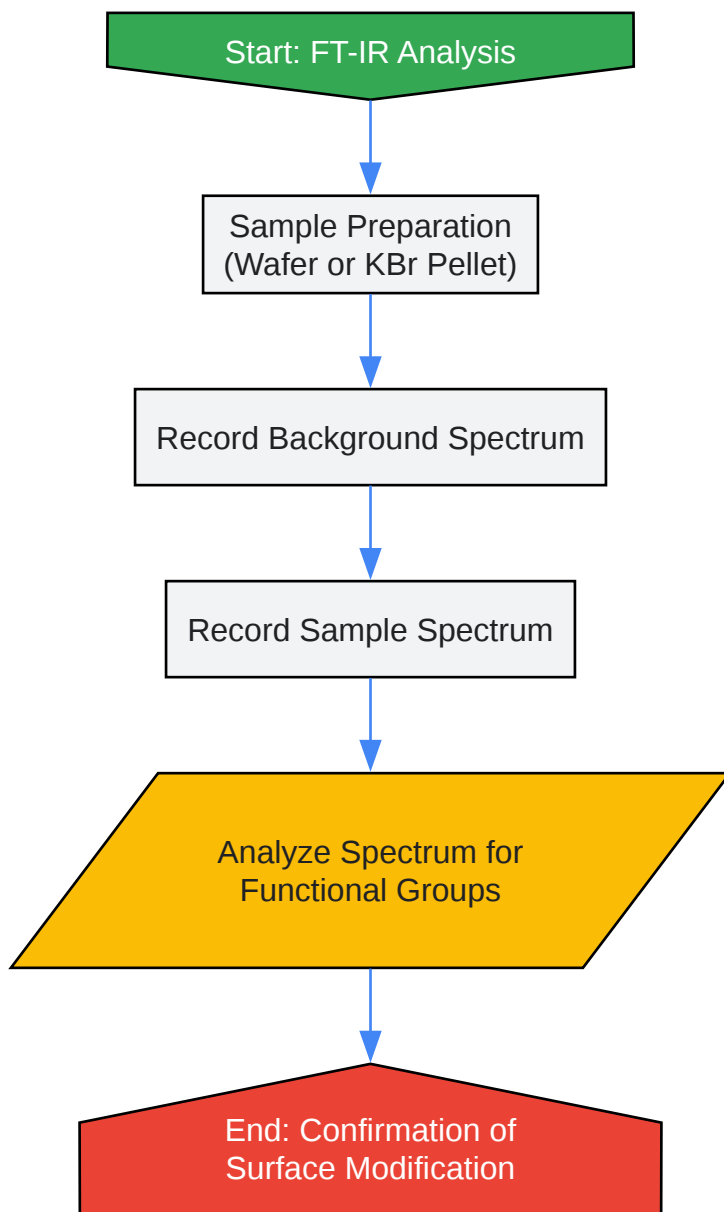 Start: FT-IR Analysis
Sample Preparation
(Wafer or KBr Pellet)
Record Background Spectrum
Record Sample Spectrum
Analyze Spectrum for
Functional Groups
End: Confirmation of
Surface Modification